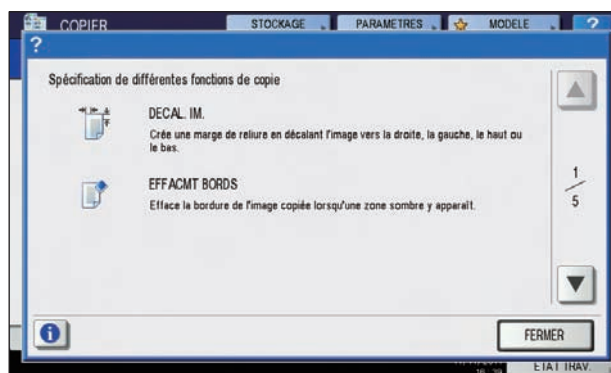 COPIER STOCKAGE PARAMETRES MODELE ?
?
Spécification de différentes fonctions de copie
DECAL. IM.
Crée une marge de reliure en décalant l'image vers la droite, la gauche, le haut ou
le bas.
1
5
EFFACMT BORDS
Efface la bordure de l'image copiée lorsqu'une zone sombre y apparaît.
FERMER
ETAT TRAV.